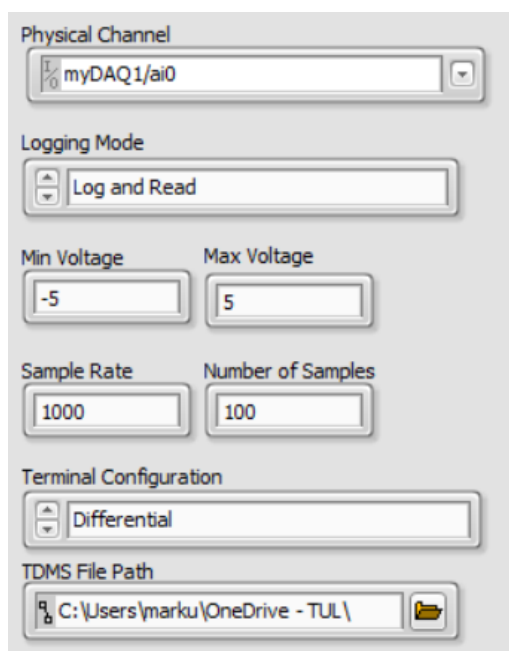 Physical Channel
I/O myDAQ1/ai0
Logging Mode
Log and Read
Min Voltage Max Voltage
-5 5
Sample Rate Number of Samples
1000 100
Terminal Configuration
Differential
TDMS File Path
C:\Users\marku\OneDrive - TUL\